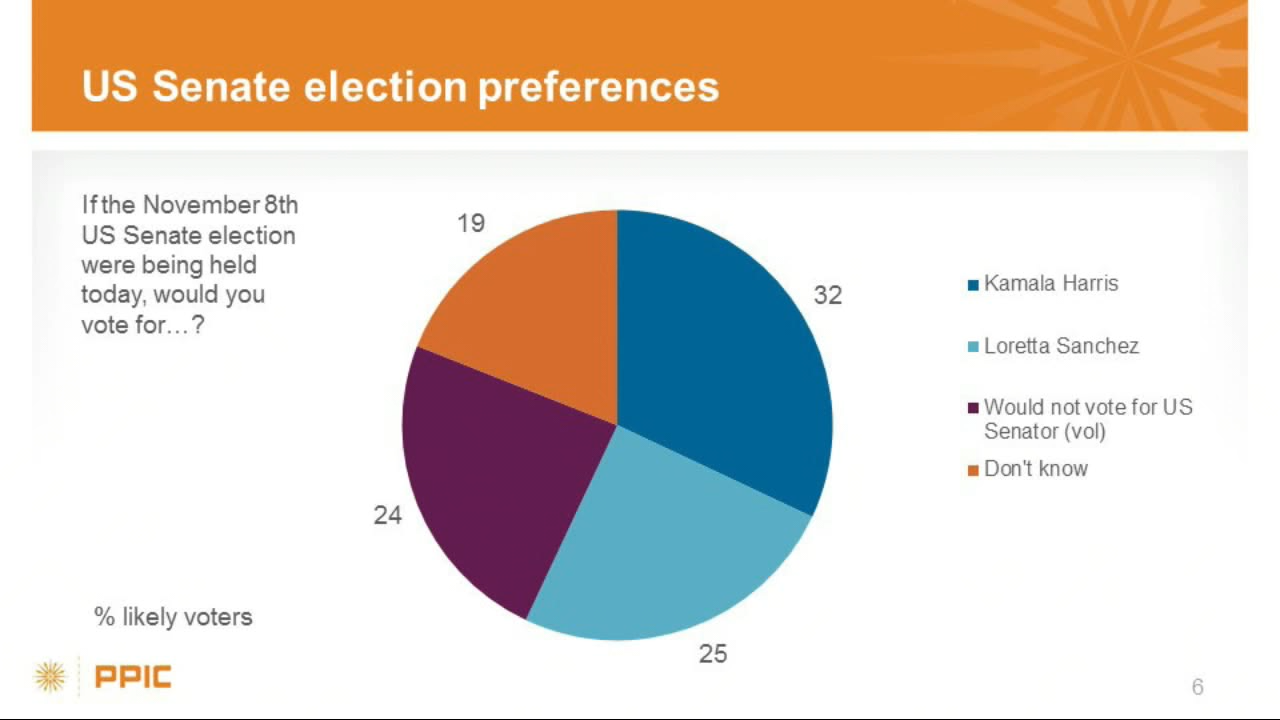 US Senate election preferences
If the November 8th
US Senate election
were being held
today, would you
vote for…?
19
32
24
25
Kamala Harris
Loretta Sanchez
Would not vote for US
Senator (vol)
Don't know
% likely voters
PPIC
6